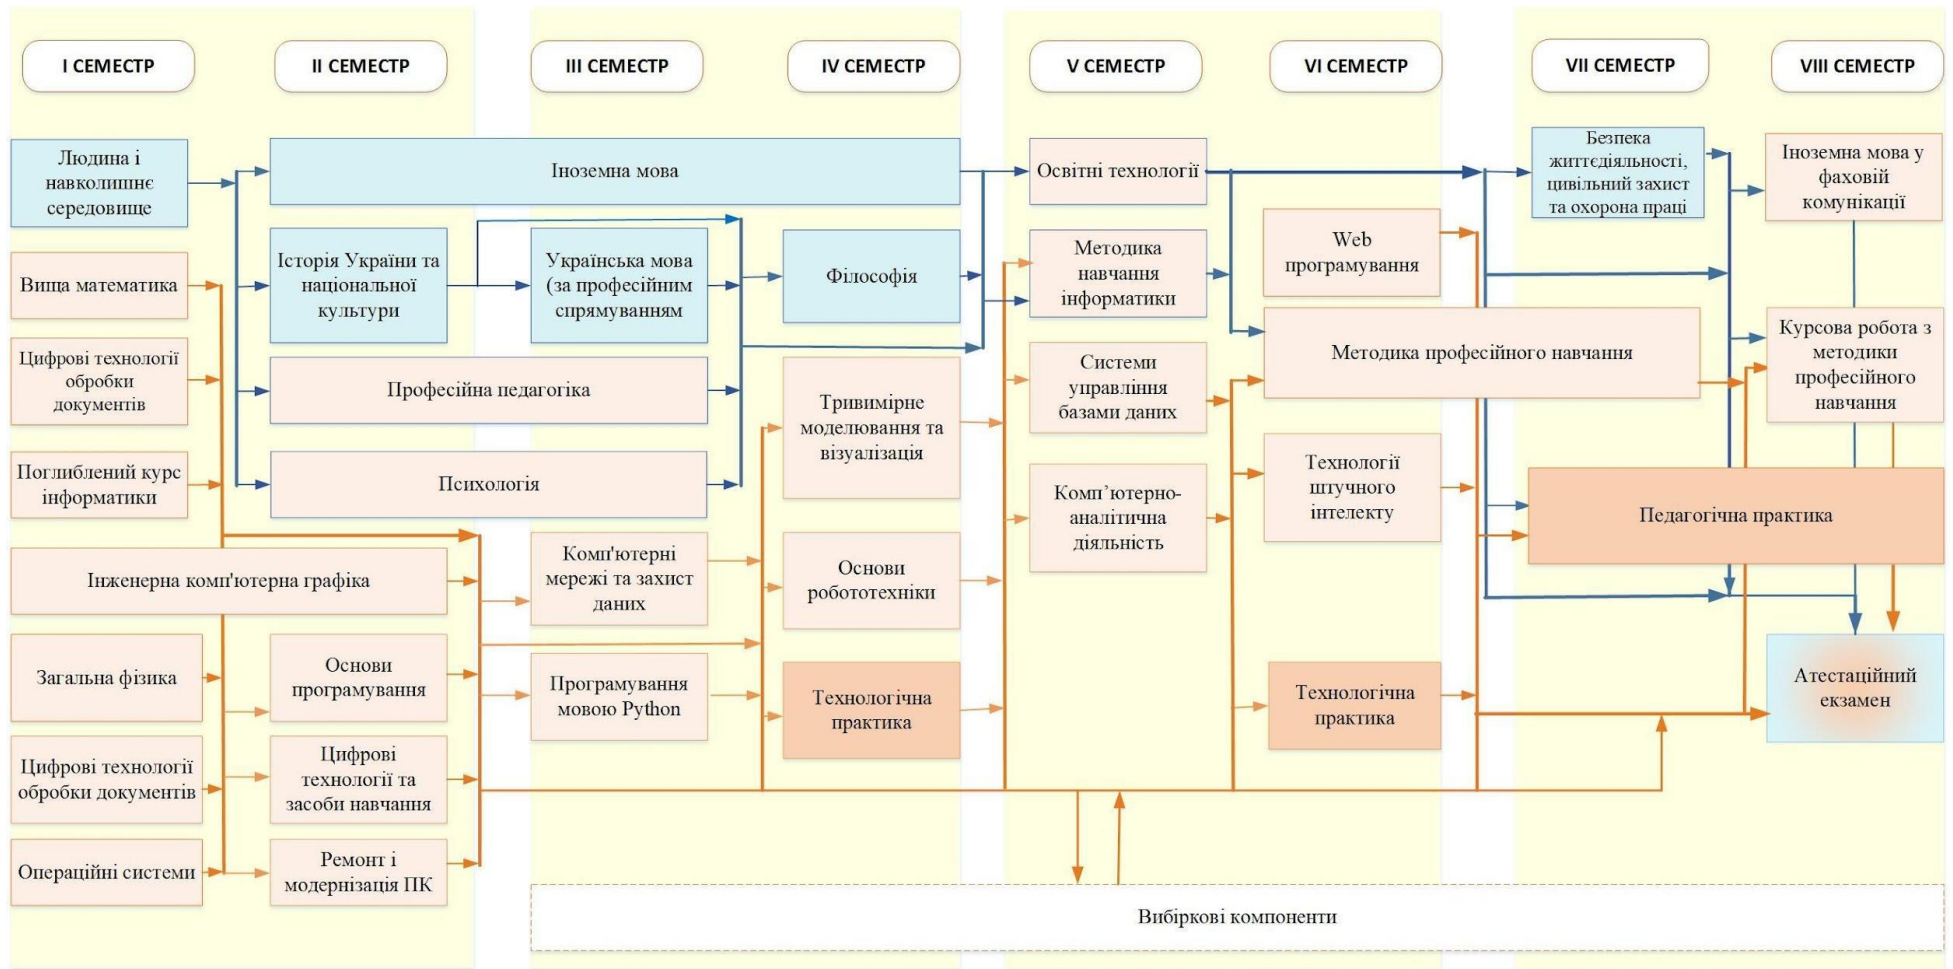 I СЕМЕСТР
II СЕМЕСТР
III СЕМЕСТР
IV СЕМЕСТР
V СЕМЕСТР
VI СЕМЕСТР
VII СЕМЕСТР
VIII СЕМЕСТР
Людина і
навколишнє
середовище
Вища математика
Цифрові технології
обробки
документів
Поглиблений курс
інформатики
Інженерна комп'ютерна графіка
Загальна фізика
Цифрові технології
обробки документів
Операційні системи
Іноземна мова
Історія України та
національної
культури
Українська мова
(за професійним
спрямуванням
Філософія
Професійна педагогіка
Психологія
Основи
програмування
Цифрові
технології та
засоби навчання
Ремонт і
модернізація ПК
Комп'ютерні
мережі та захист
даних
Програмування
мовою Python
Тривимірне
моделювання та
візуалізація
Основи
робототехніки
Технологічна
практика
Освітні технології
Методика
навчання
інформатики
Системи
управління
базами даних
Комп’ютерно-
аналітична
діяльність
Web
програмування
Методика професійного навчання
Технології
штучного
інтелекту
Технологічна
практика
Безпека
життєдіяльності,
цивільний захист
та охорона праці
Іноземна мова у
фаховій
комунікації
Курсова робота з
методики
професійного
навчання
Педагогічна практика
Атестаційний
екзамен
Вибіркові компоненти